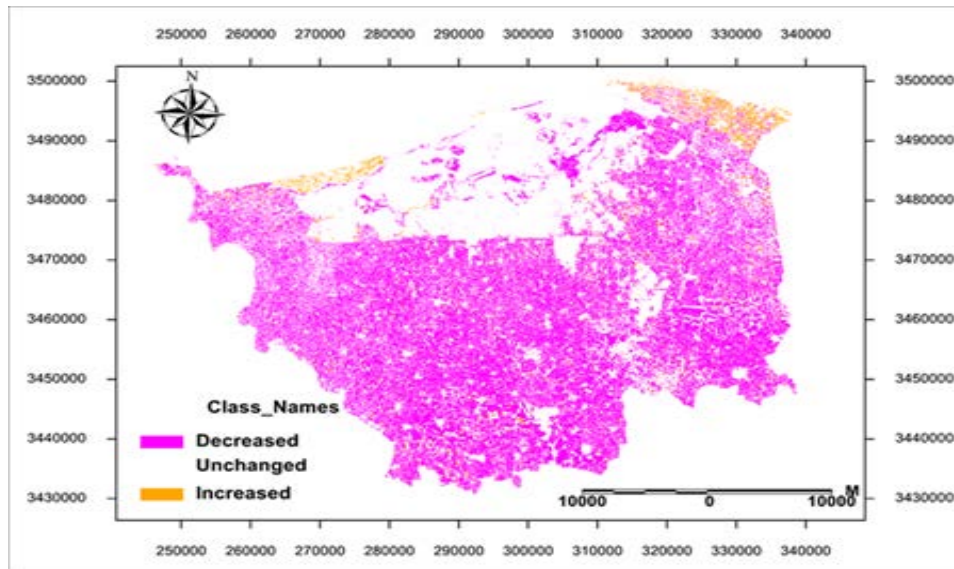 250000 260000 270000 280000 290000 300000 310000 320000 330000 340000
N
3500000 3500000
3490000 3490000
3480000 3480000
3470000 3470000
3460000 3460000
3450000 3450000
Class_Names
3440000 3440000
Decreased
Unchanged
Increased
3430000 3430000
10000 0 10000 M
250000 260000 270000 280000 290000 300000 310000 320000 330000 340000